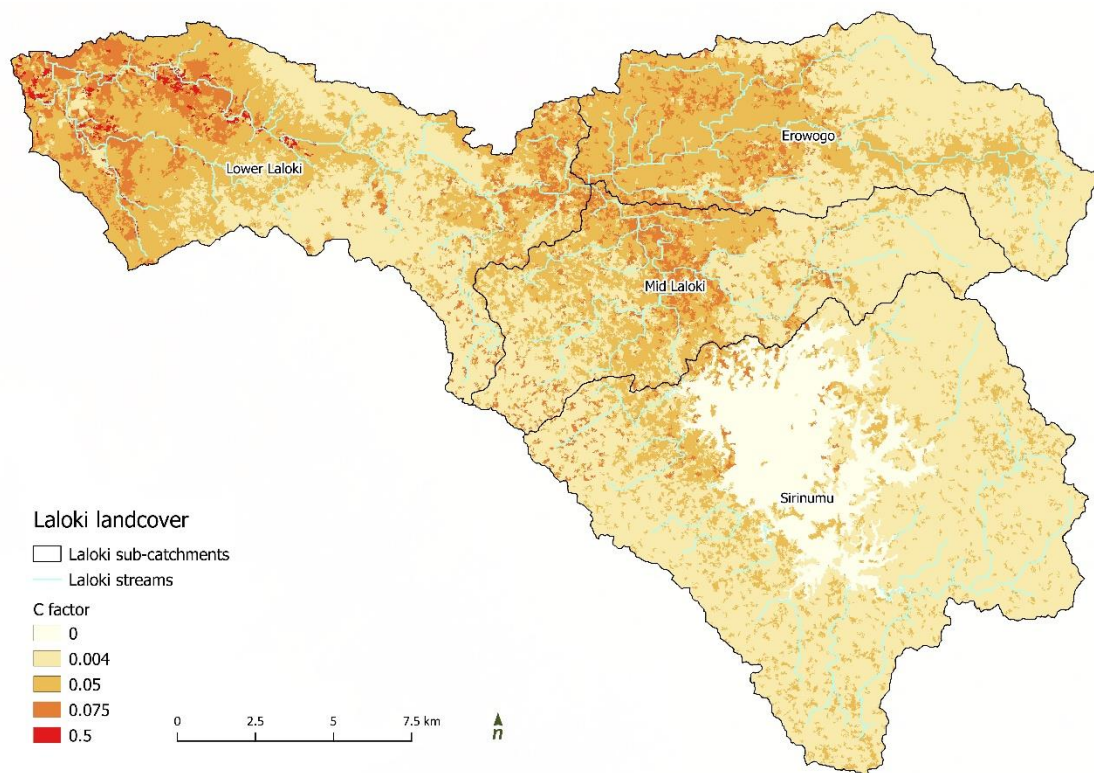 Erowogo
Lower Laloki
Mid Laloki
Sirinumu
Laloki landcover
Laloki sub-catchments
Laloki streams
C factor
0
0.004
0.05
0.075
0.5
0 2.5 5 7.5 km
n